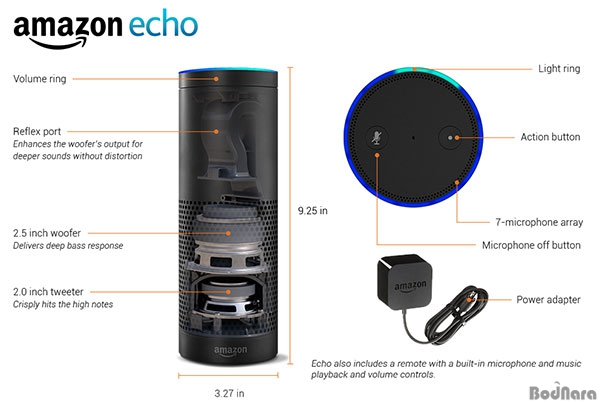 amazon echo
Volume ring
Reflex port
Enhances the woofer's output for
deeper sounds without distortion
2.5 inch woofer
Delivers deep bass response
2.0 inch tweeter
Crisply hits the high notes
amazon
9.25 in
3.27 in
Light ring
Action button
7-microphone array
Microphone off button
amazon
Power adapter
Echo also includes a remote with a built-in microphone and music
playback and volume controls.
BodNara